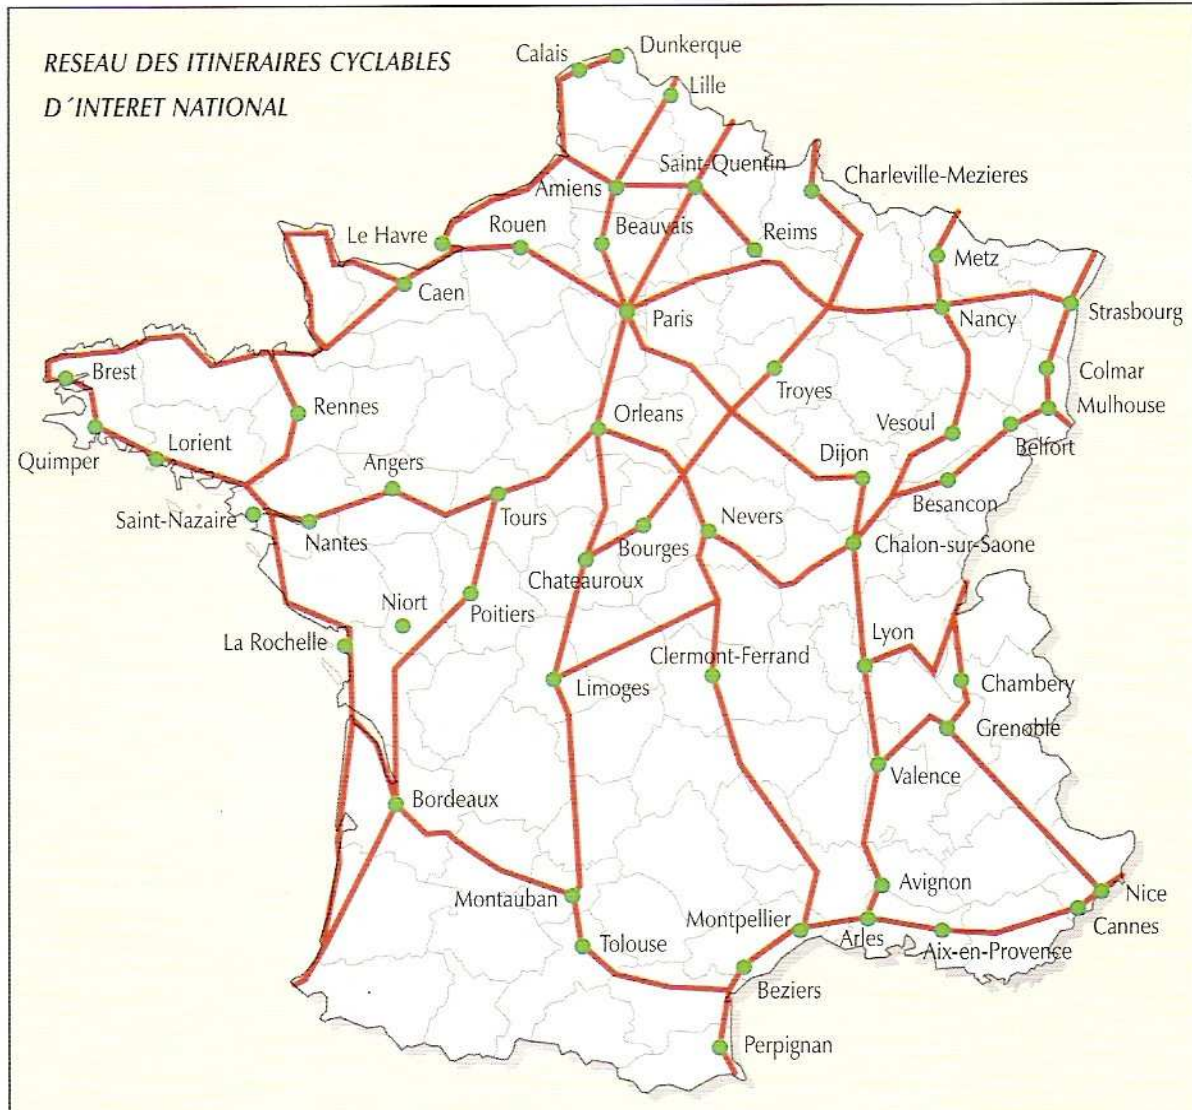 RESEAU DES ITINERAIRES CYCLABLES
D´INTERET NATIONAL
Calais
Dunkerque
Lille
Saint-Quentin
Amiens
Charleville-Mezieres
Le Havre
Rouen
Beauvais
Reims
Metz
Caen
Paris
Nancy
Strasbourg
Brest
Troyes
Colmar
Rennes
Orleans
Vesoul
Mulhouse
Quimper
Lorient
Angers
Dijon
Belfort
Saint-Nazaire
Nantes
Tours
Bourges
Nevers
Besancon
Chalon-sur-Saone
Chateauroux
Niort
Poitiers
La Rochelle
Lyon
Limoges
Clermont-Ferrand
Chambery
Grenoble
Valence
Bordeaux
Montauban
Avignon
Nice
Montpellier
Arles
Cannes
Tolouse
Aix-en-Provence
Beziers
Perpignan